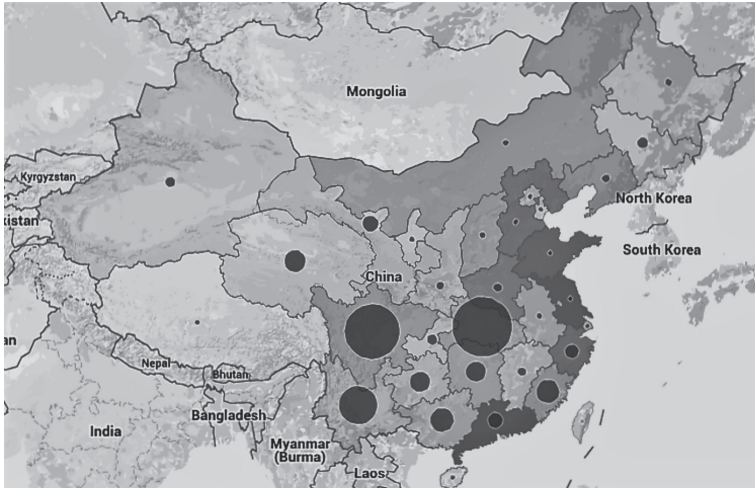 Mongolia
Kyrgyzstan
kistan
North Korea
South Korea
China
an
Nepal
Bhutan
Bangladesh
India
Myanmar
(Burma)
Laos